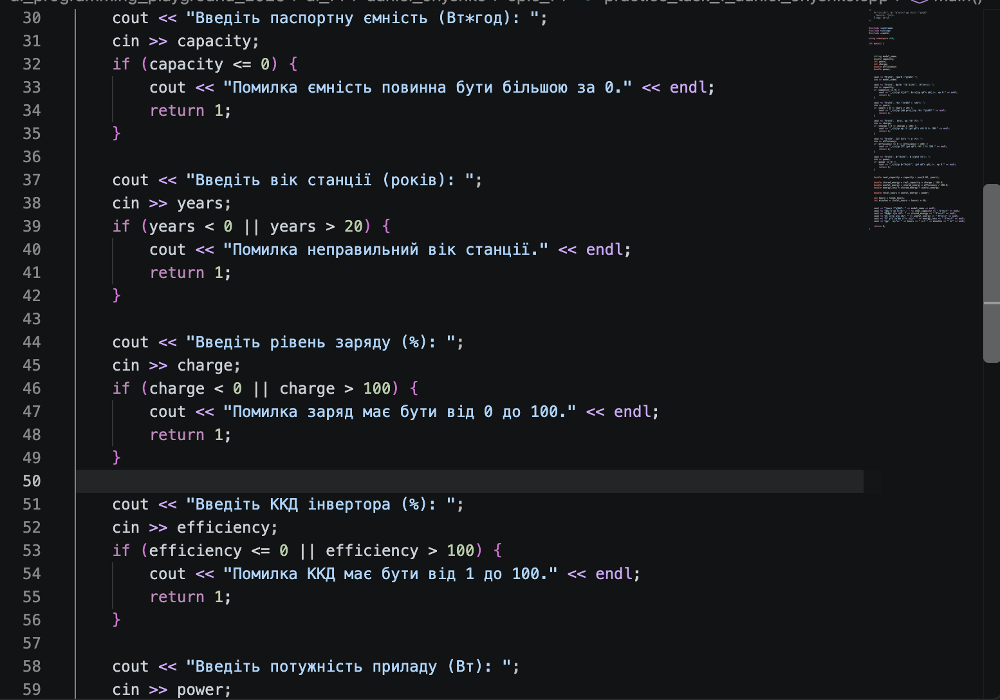 30 cout << "Введіть паспортну ємність (Вт*год): ";
31 cin >> capacity;
32 if (capacity <= 0) {
33 cout << "Помилка ємність повинна бути більшою за 0." << endl;
34 return 1;
35 }
36
37 cout << "Введіть вік станції (років): ";
38 cin >> years;
39 if (years < 0 || years > 20) {
40 cout << "Помилка неправильний вік станції." << endl;
41 return 1;
42 }
43
44 cout << "Введіть рівень заряду (%): ";
45 cin >> charge;
46 if (charge < 0 || charge > 100) {
47 cout << "Помилка заряд має бути від 0 до 100." << endl;
48 return 1;
49 }
50
51 cout << "Введіть ККД інвертора (%): ";
52 cin >> efficiency;
53 if (efficiency <= 0 || efficiency > 100) {
54 cout << "Помилка ККД має бути від 1 до 100." << endl;
55 return 1;
56 }
57
58 cout << "Введіть потужність приладу (Вт): ";
59 cin >> power;